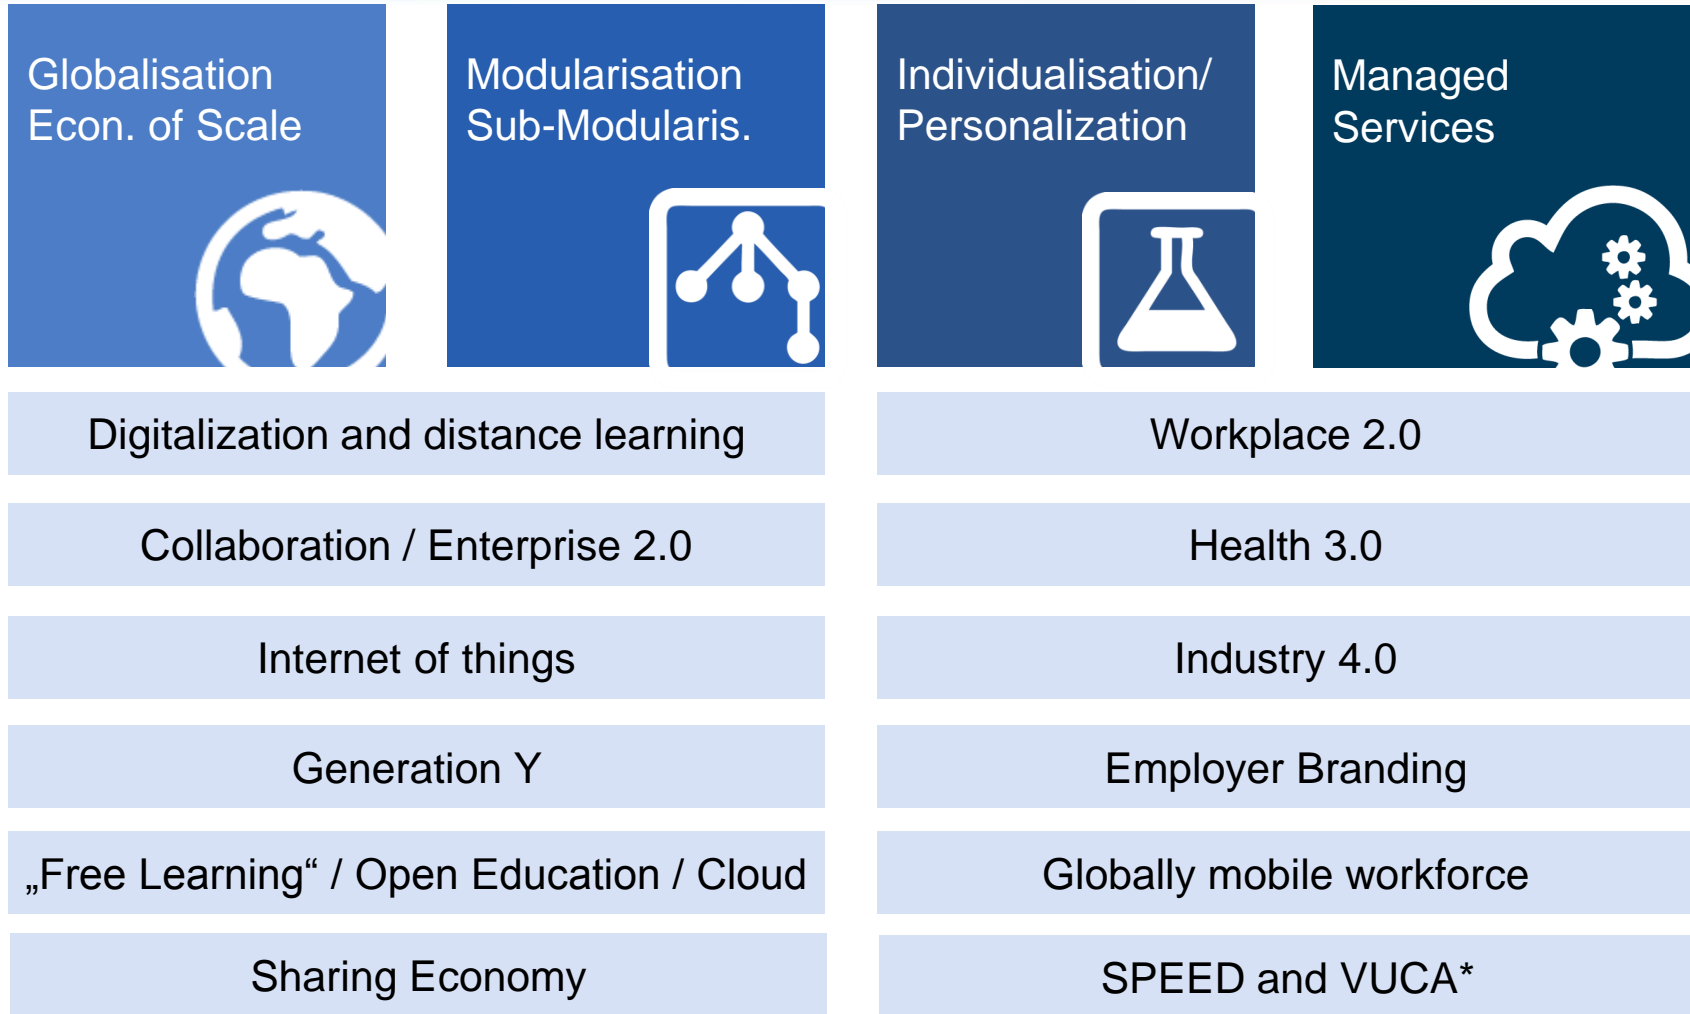 Globalisation
Econ. of Scale
Modularisation
Sub-Modularis.
Individualisation/
Personalization
Managed
Services
Digitalization and distance learning
Workplace 2.0
Collaboration / Enterprise 2.0
Health 3.0
Internet of things
Industry 4.0
Generation Y
Employer Branding
„Free Learning“ / Open Education / Cloud
Globally mobile workforce
Sharing Economy
SPEED and VUCA*